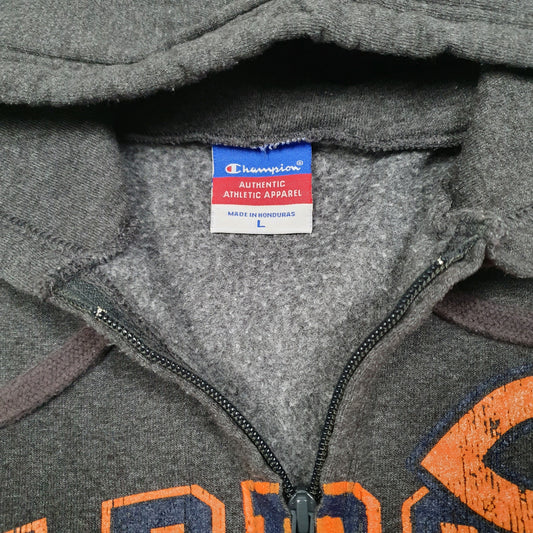 Champion®
AUTHENTIC
ATHLETIC APPAREL
MADE IN HONDURAS
L